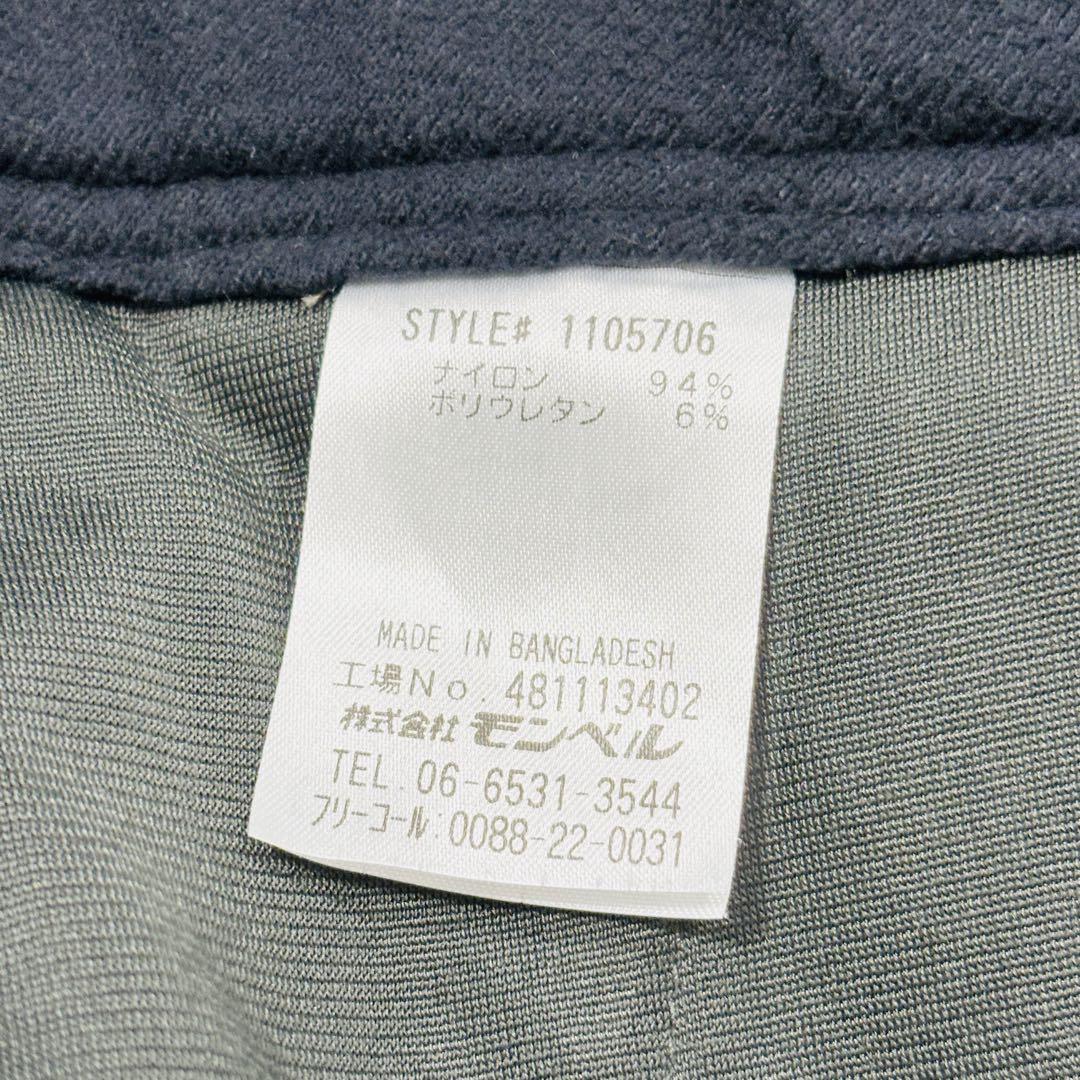 STYLE# 1105706
ナイロン 94%
ポリウレタン 6%
MADE IN BANGLADESH
工場No. 481113402
株式会社 モンベル
TEL. 06-6531-3544
フリーコール:0088-22-0031